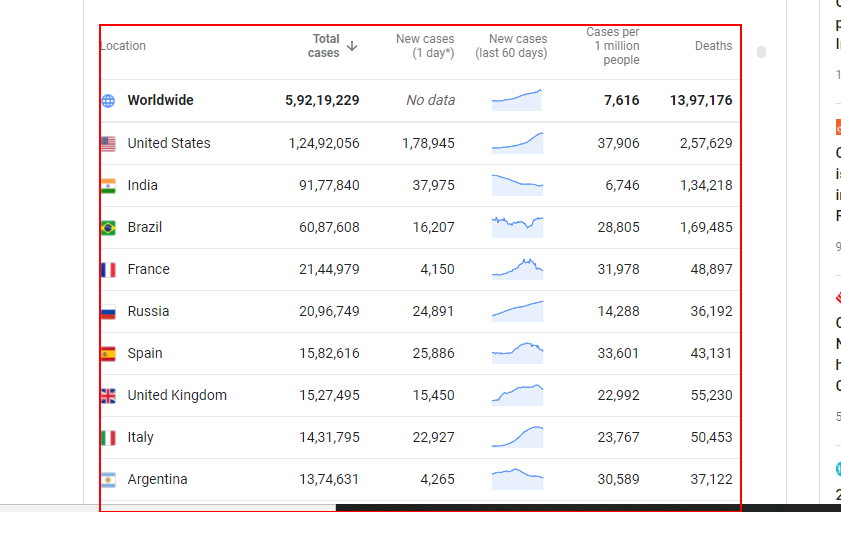 Location Total cases New cases (1 day*) New cases (last 60 days) Cases per 1 million people Deaths
Worldwide 5,92,19,229 No data 7,616 13,97,176
United States 1,24,92,056 1,78,945 37,906 2,57,629
India 91,77,840 37,975 6,746 1,34,218
Brazil 60,87,608 16,207 28,805 1,69,485
France 21,44,979 4,150 31,978 48,897
Russia 20,96,749 24,891 14,288 36,192
Spain 15,82,616 25,886 33,601 43,131
United Kingdom 15,27,495 15,450 22,992 55,230
Italy 14,31,795 22,927 23,767 50,453
Argentina 13,74,631 4,265 30,589 37,122